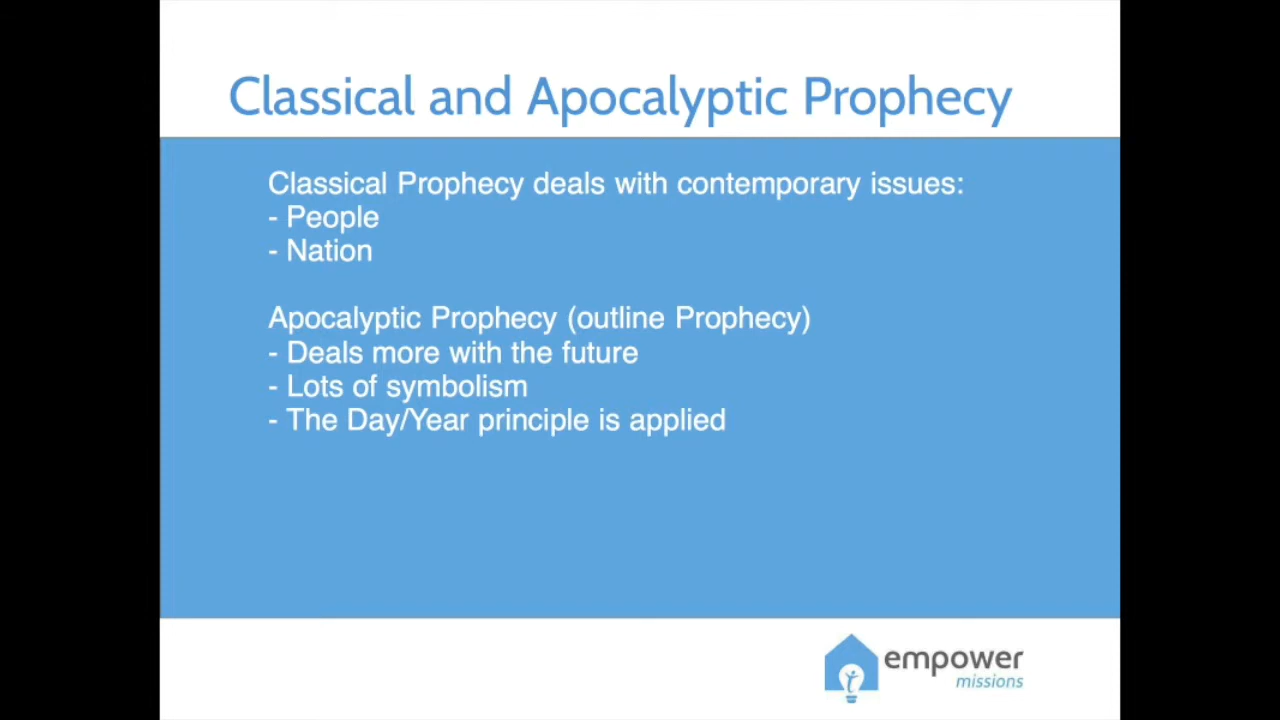 Classical and Apocalyptic Prophecy
Classical Prophecy deals with contemporary issues:
- People
- Nation
Apocalyptic Prophecy (outline Prophecy)
- Deals more with the future
- Lots of symbolism
- The Day/Year principle is applied
empower
missions